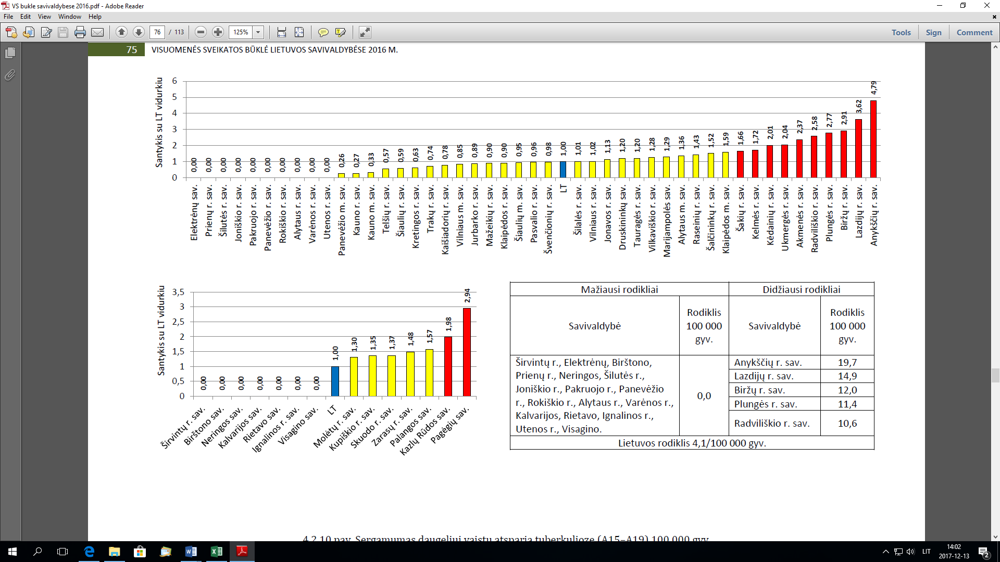 VS bukle savivaldybese 2016.pdf - Adobe Reader
File Edit View Window Help
76 / 113 125% Tools Sign Comment
75 VISUOMENĖS SVEIKATOS BŪKLĖ LIETUVOS SAVIVALDYBĖSE 2016 M.
Santykis su LT vidurkiu
6
5
4
3
2
1
0
0,00 0,00 0,00 0,00 0,00 0,00 0,00 0,00 0,00 0,00 0,26 0,27 0,33 0,57 0,59 0,63 0,74 0,78 0,85 0,89 0,90 0,90 0,95 0,96 0,98 1,00 1,01 1,02 1,13 1,20 1,20 1,28 1,29 1,36 1,43 1,52 1,59 1,66 1,72 2,01 2,04 2,37 2,58 2,77 2,91 3,62 4,79
Elektrėnų sav.
Prienų r. sav.
Šilutės r. sav.
Joniškio r. sav.
Pakruojo r. sav.
Panevėžio r. sav.
Rokiškio r. sav.
Alytaus r. sav.
Varėnos r. sav.
Utenos r. sav.
Panevėžio m. sav.
Kauno r. sav.
Kauno m. sav.
Telšių r. sav.
Šiaulių r. sav.
Kretingos r. sav.
Trakų r. sav.
Kaišiadorių r. sav.
Vilniaus m. sav.
Jurbarko r. sav.
Mažeikių r. sav.
Klaipėdos r. sav.
Šiaulių m. sav.
Pasvalio r. sav.
Švenčionių r. sav.
LT
Šilalės r. sav.
Vilniaus r. sav.
Jonavos r. sav.
Druskininkų sav.
Tauragės r. sav.
Vilkaviškio r. sav.
Marijampolės sav.
Alytaus m. sav.
Raseinių r. sav.
Šalčininkų r. sav.
Klaipėdos m. sav.
Šakių r. sav.
Kelmės r. sav.
Kėdainių r. sav.
Ukmergės r. sav.
Akmenės r. sav.
Radviliškio r. sav.
Plungės r. sav.
Biržų r. sav.
Lazdijų r. sav.
Anykščių r. sav.
Santykis su LT vidurkiu
3,5
3
2,5
2
1,5
1
0,5
0
0,00 0,00 0,00 0,00 0,00 0,00 0,00 1,00 1,30 1,35 1,37 1,48 1,57 1,98 2,94
Širvintų r. sav.
Birštono sav.
Neringos sav.
Kalvarijos sav.
Rietavo sav.
Ignalinos r. sav.
Visagino sav.
LT
Molėtų r. sav.
Kupiškio r. sav.
Skuodo r. sav.
Zarasų r. sav.
Palangos sav.
Kazlų Rūdos sav.
Pagėgių sav.
Mažiausi rodikliai Didžiausi rodikliai
Savivaldybė
Rodiklis
100 000
gyv.
Savivaldybė
Rodiklis
100 000
gyv.
Širvintų r., Elektrėnų, Birštono,
Prienų r., Neringos, Šilutės r.,
Joniškio r., Pakruojo r., Panevėžio
r., Rokiškio r., Alytaus r., Varėnos r.,
Kalvarijos, Rietavo, Ignalinos r.,
Utenos r., Visagino.
0,0
Anykščių r. sav. 19,7
Lazdijų r. sav. 14,9
Biržų r. sav. 12,0
Plungės r. sav. 11,4
Radviliškio r. sav. 10,6
Lietuvos rodiklis 4,1/100 000 gyv.
4.2.10 pav. Sergamumas daugeliui vaistų atsparia tuberkulioze (A15–A19) 100 000 gyv.
LIT
14:02
2017-12-13
2